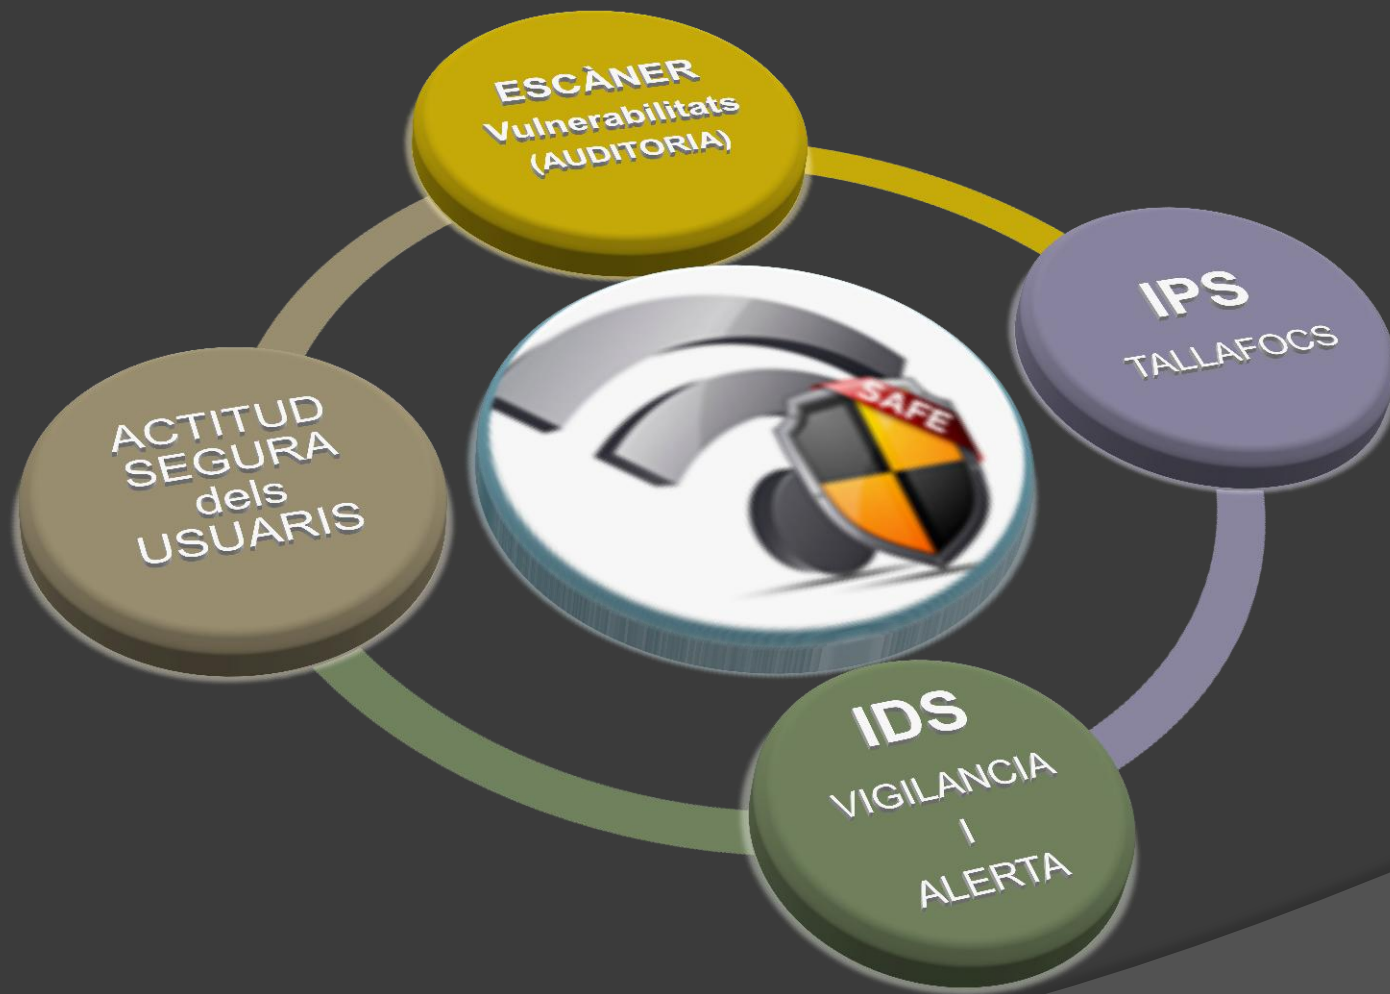 ESCÀNER
Vulnerabilitats
(AUDITORIA)
IPS
TALLAFOCS
SAFE
ACTITUD
SEGURA
dels
USUARIS
IDS
VIGILANCIA
I
ALERTA